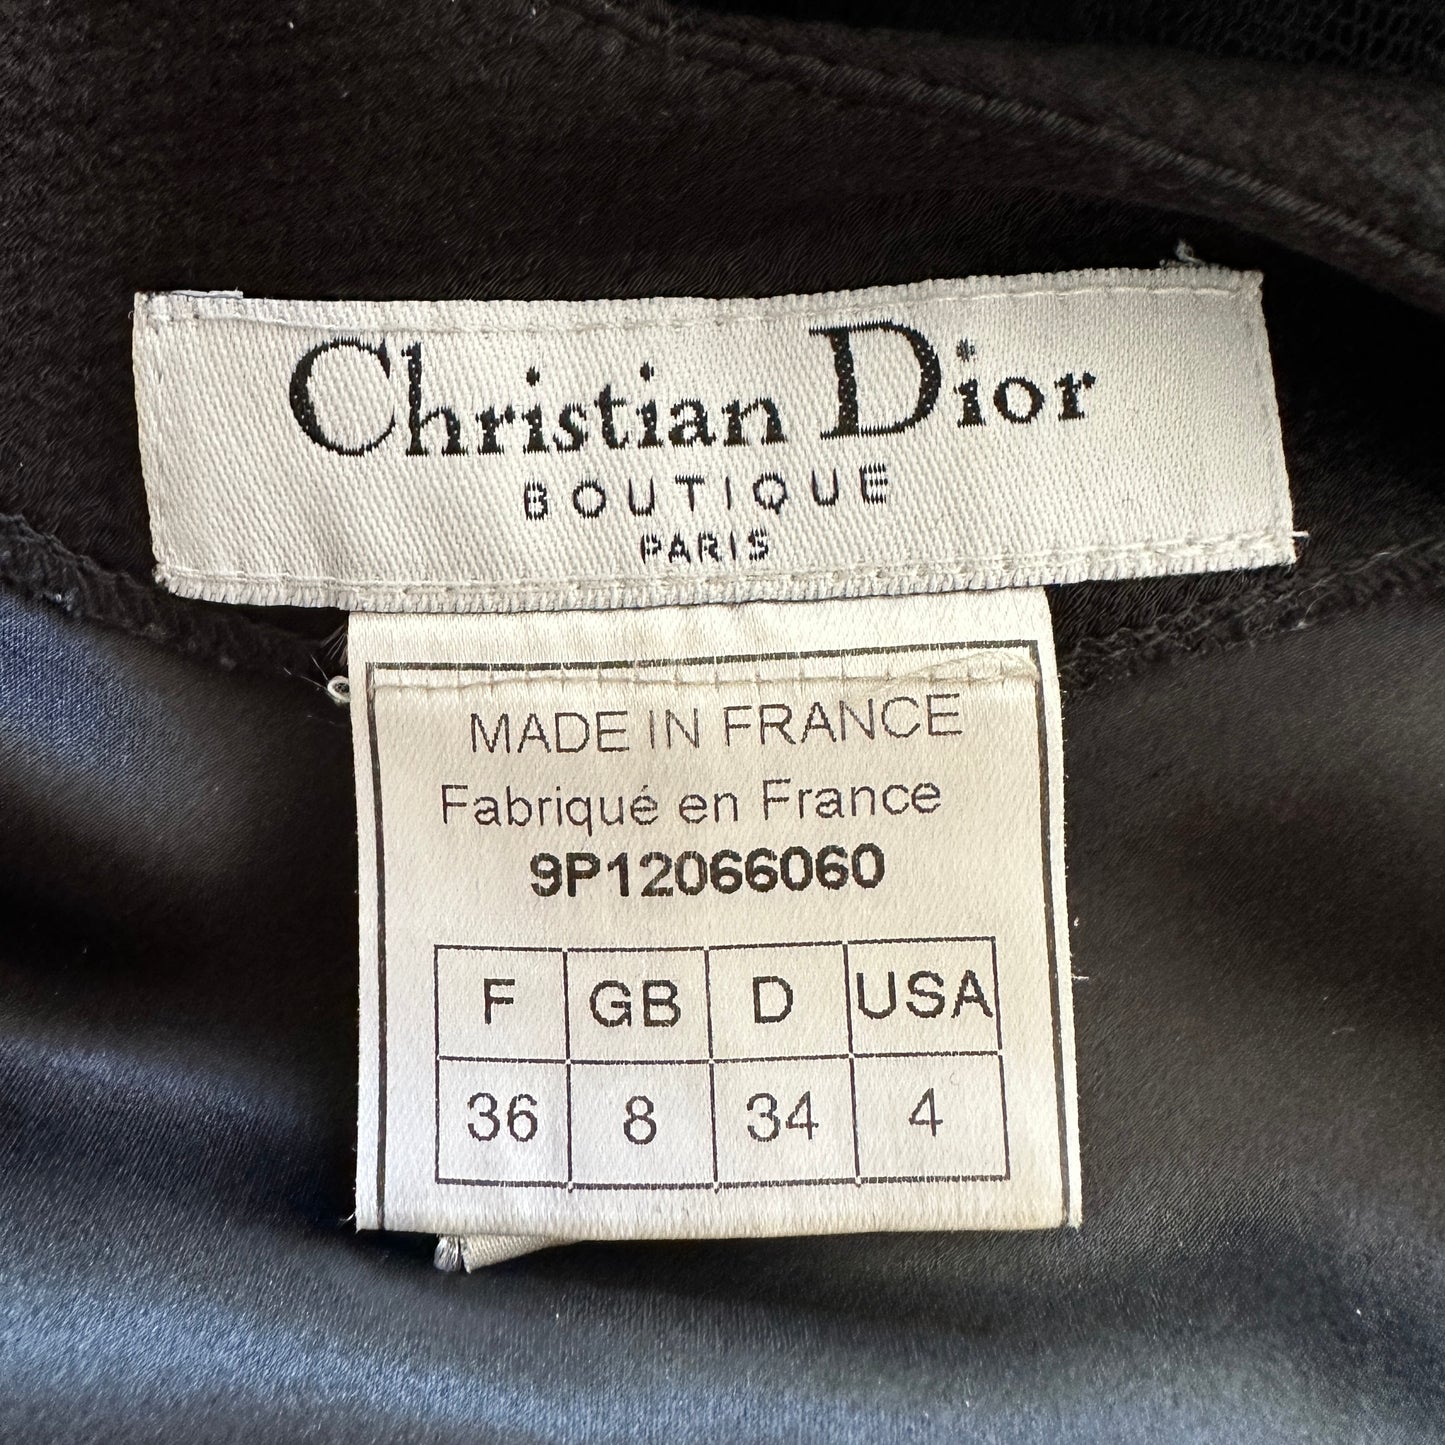 Christian Dior
BOUTIQUE
PARIS
MADE IN FRANCE
Fabriqué en France
9P12066060
F GB D USA
36 8 34 4